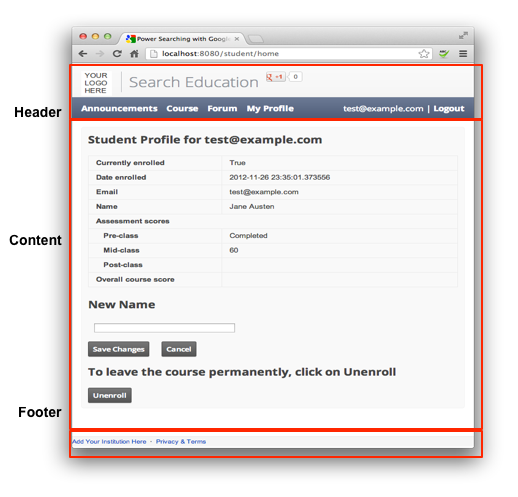 Power Searching with Google
localhost:8080/student/home
YOUR
LOGO
HERE
Search Education
+1
0
Header
Announcements Course Forum My Profile
test@example.com | Logout
Student Profile for test@example.com
Currently enrolled True
Date enrolled 2012-11-26 23:35:01.373556
Email test@example.com
Name Jane Austen
Assessment scores
Pre-class Completed
Content
Mid-class 60
Post-class
Overall course score
New Name
Save Changes Cancel
To leave the course permanently, click on Unenroll
Unenroll
Footer
Add Your Institution Here - Privacy & Terms